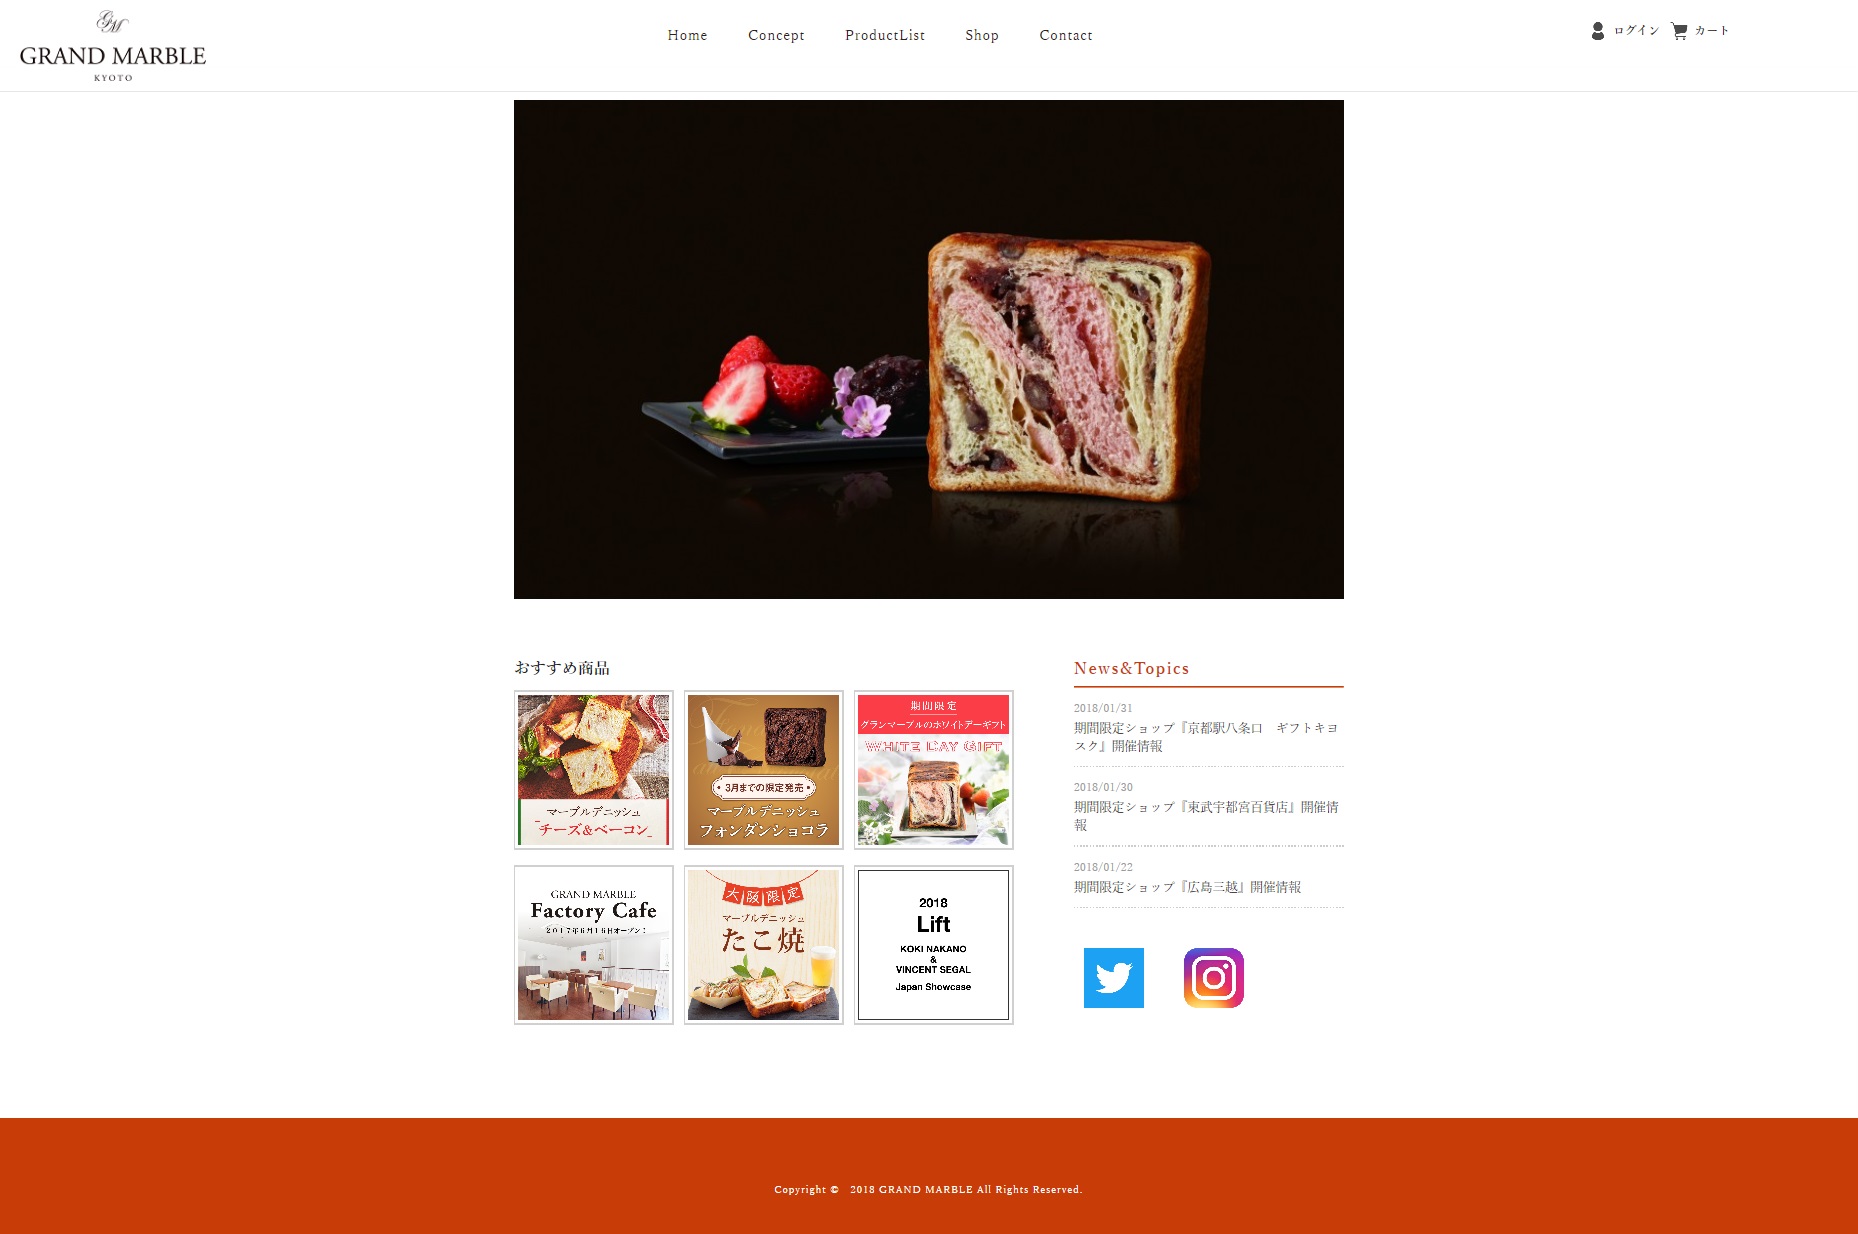 GM
GRAND MARBLE
KYOTO
Home
Concept
ProductList
Shop
Contact
ログイン
カート
おすすめ商品
マーブルデニッシュ
チーズ&ベーコン
3月までの限定発売
マーブルデニッシュ
フォンダンショコラ
期間限定
グランマーブルのホワイトデーギフト
WHITE DAY GIFT
GRAND MARBLE
Factory Cafe
2017年6月16日オープン!
大阪限定
マーブルデニッシュ
たこ焼
2018
Lift
KOKI NAKANO
&
VINCENT SEGAL
Japan Showcase
News&Topics
2018/01/31
期間限定ショップ『京都駅八条口　ギフトキヨ
スク』開催情報
2018/01/30
期間限定ショップ『東武宇都宮百貨店』開催情
報
2018/01/22
期間限定ショップ『広島三越』開催情報
Copyright ©　2018 GRAND MARBLE All Rights Reserved.